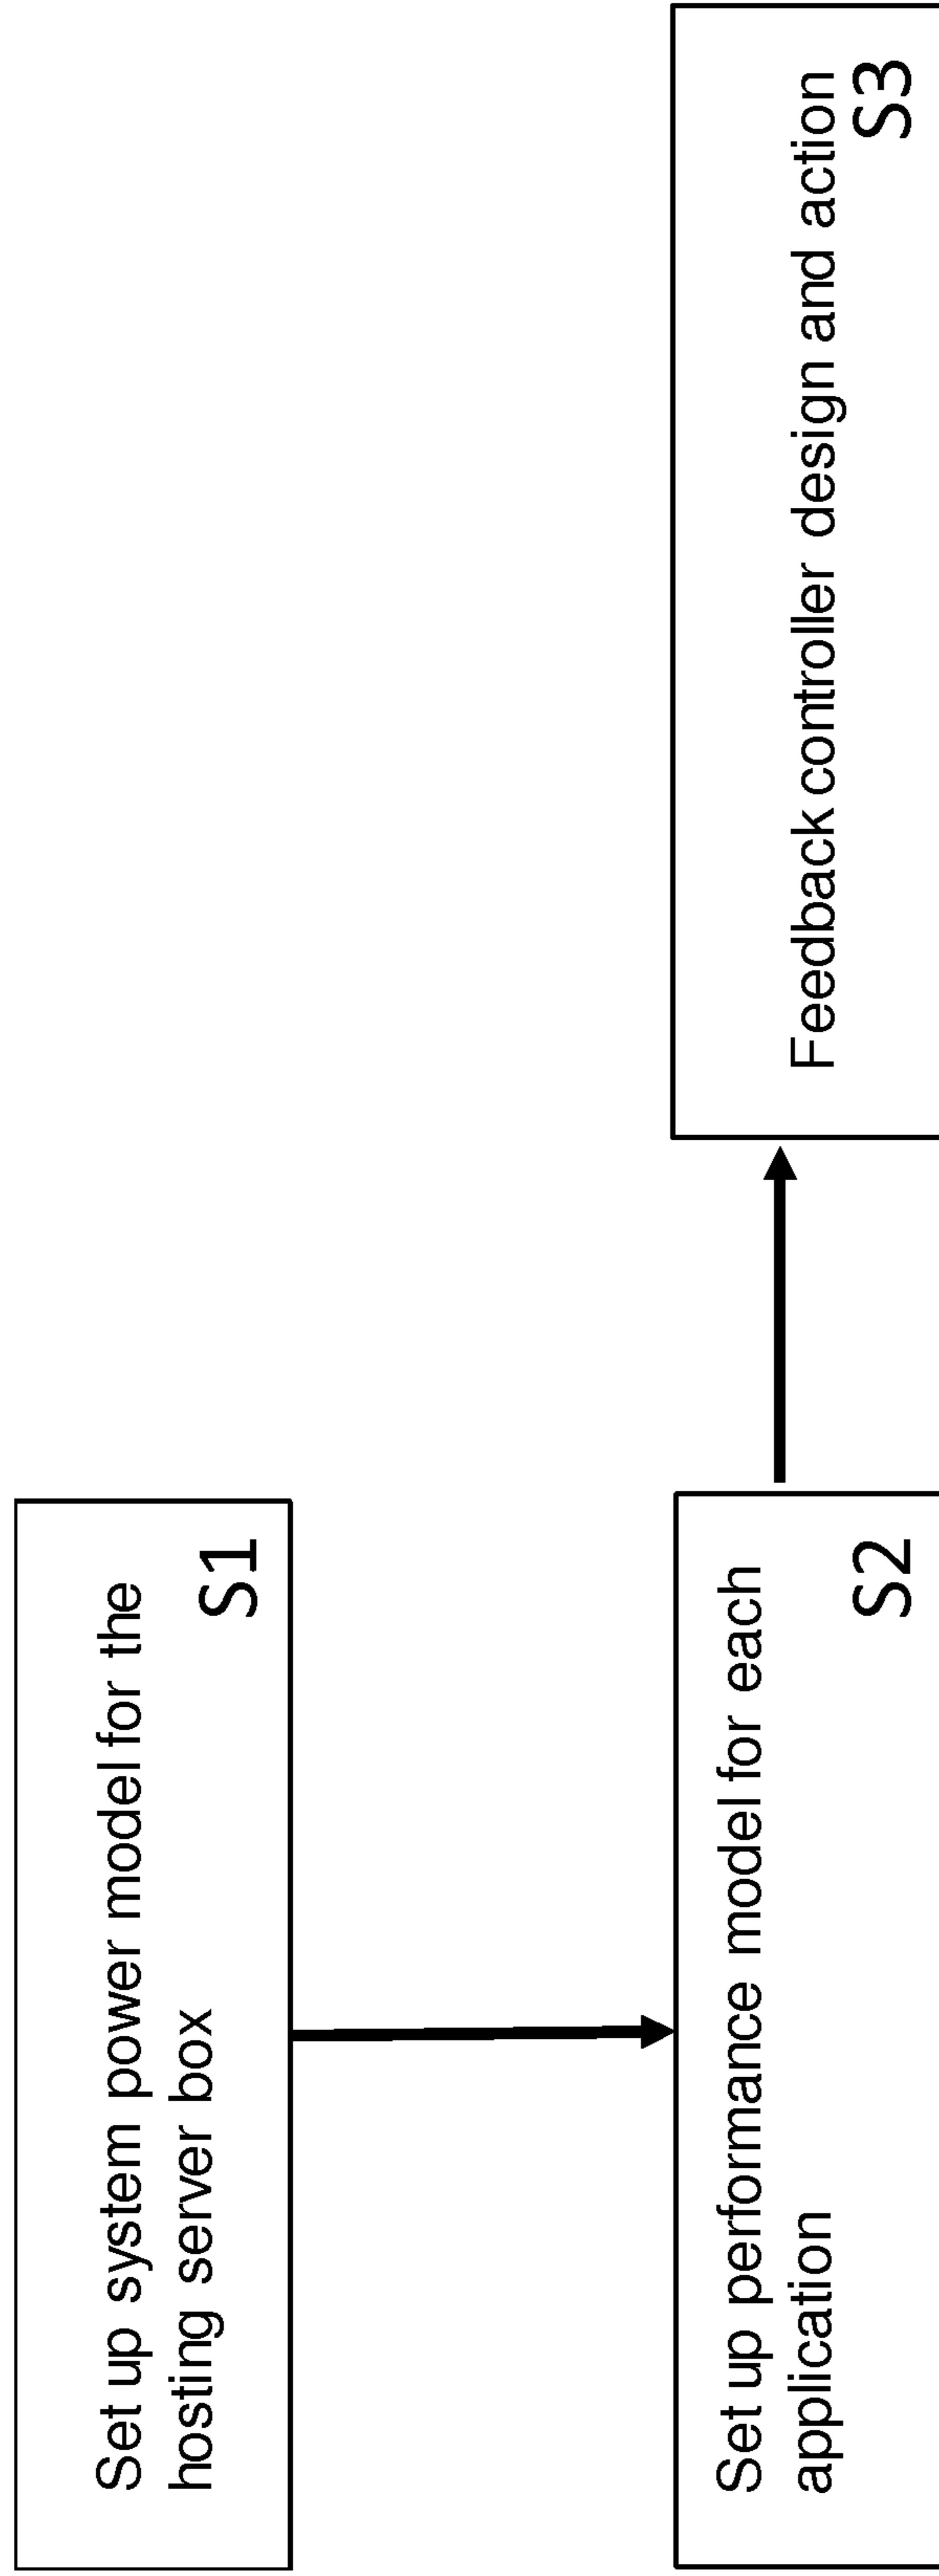 Set up system power model for the
hosting server box
S1
Set up performance model for each
application
S2
Feedback controller design and action
S3